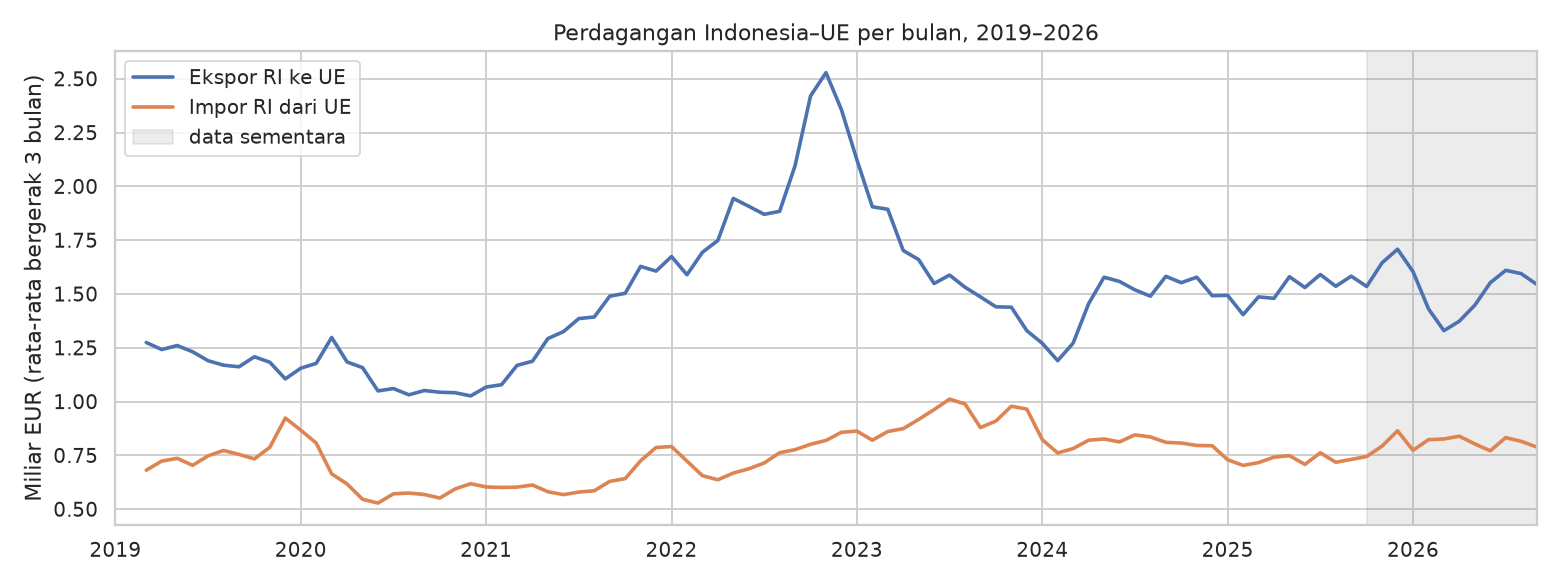 Perdagangan Indonesia–UE per bulan, 2019–2026
Ekspor RI ke UE
Impor RI dari UE
data sementara
Miliar EUR (rata-rata bergerak 3 bulan)
2.50
2.25
2.00
1.75
1.50
1.25
1.00
0.75
0.50
2019 2020 2021 2022 2023 2024 2025 2026